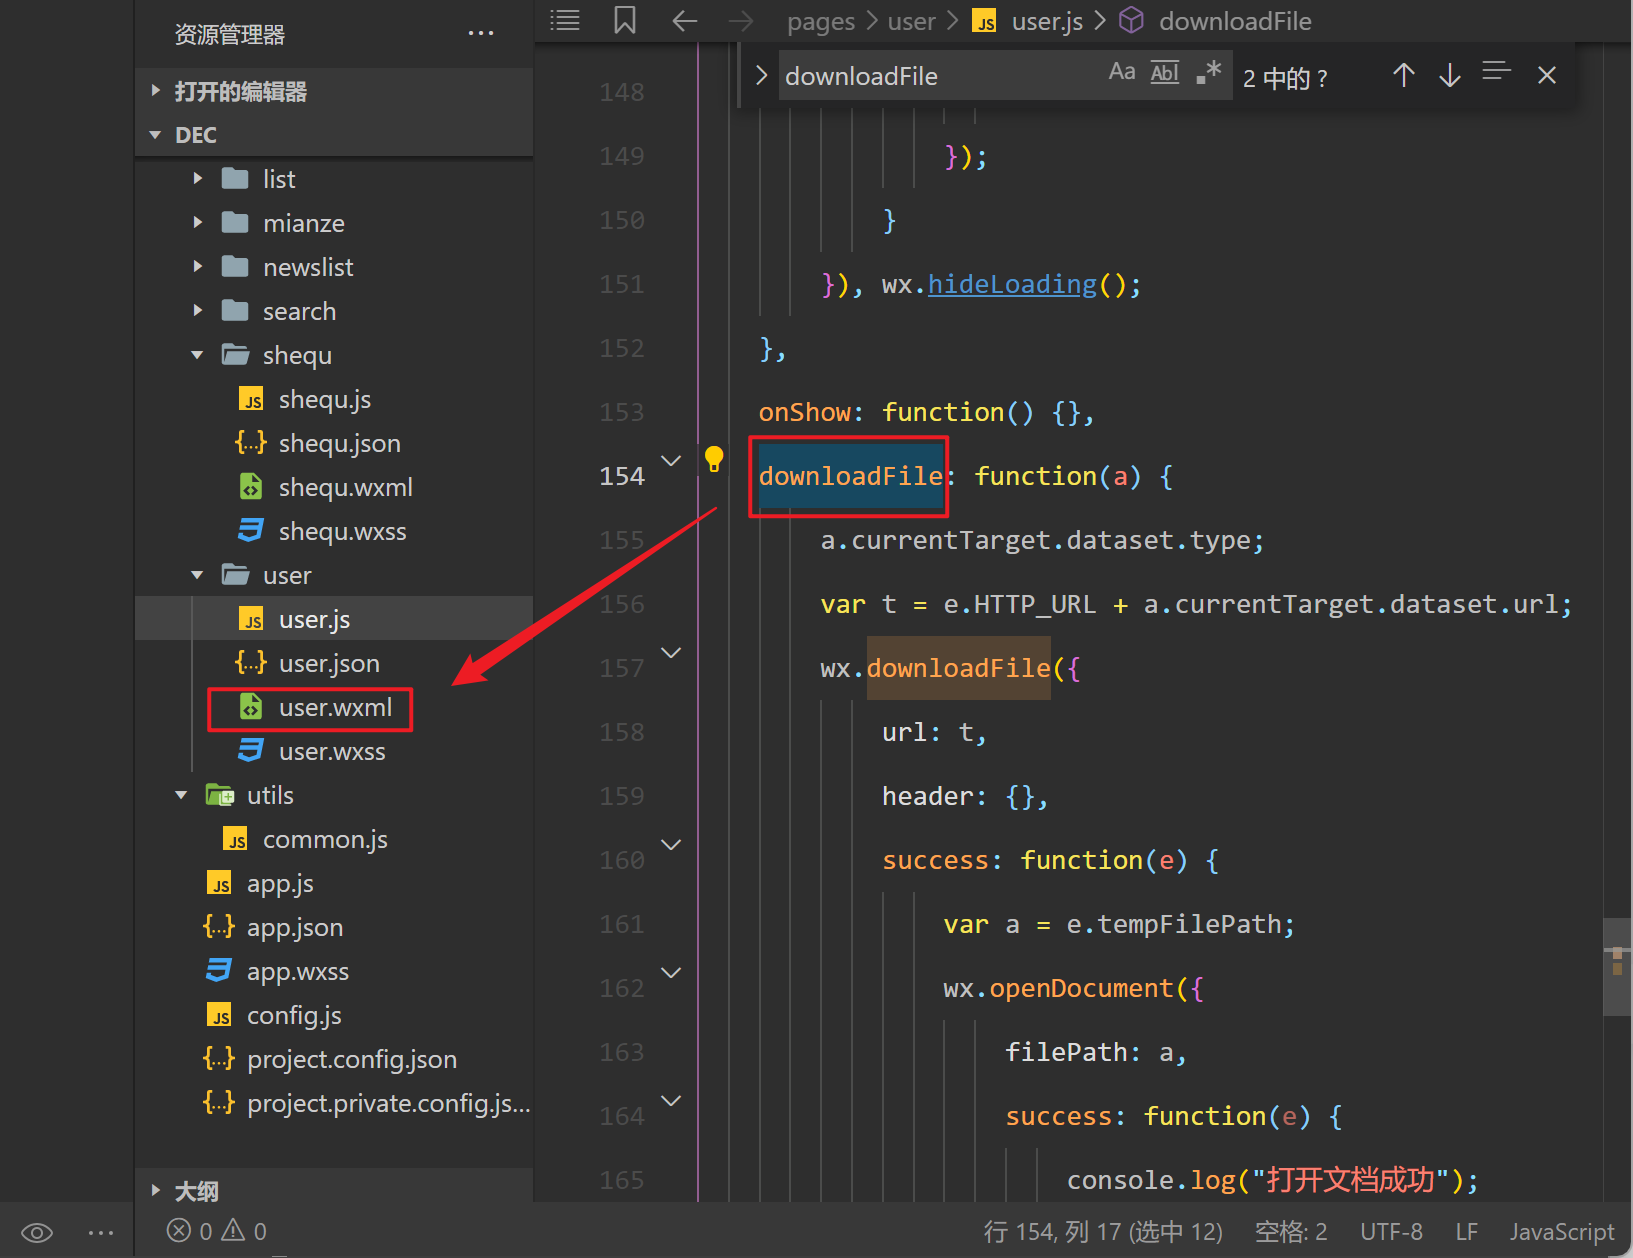 资源管理器 ...
打开的编辑器
DEC
list
mianze
newslist
search
shequ
JS shequ.js
{..} shequ.json
shequ.wxml
shequ.wxss
user
JS user.js
{..} user.json
user.wxml
user.wxss
utils
JS common.js
JS app.js
{..} app.json
app.wxss
JS config.js
{..} project.config.json
{..} project.private.config.js...
大纲
pages > user > JS user.js > downloadFile
downloadFile Aa Abl .* 2 中的 ?
148
149 });
150 }
151 }), wx.hideLoading();
152 },
153 onShow: function() {},
154 downloadFile: function(a) {
155 a.currentTarget.dataset.type;
156 var t = e.HTTP_URL + a.currentTarget.dataset.url;
157 wx.downloadFile({
158 url: t,
159 header: {},
160 success: function(e) {
161 var a = e.tempFilePath;
162 wx.openDocument({
163 filePath: a,
164 success: function(e) {
165 console.log("打开文档成功");
0 0 行 154, 列 17 (选中 12) 空格: 2 UTF-8 LF JavaScript